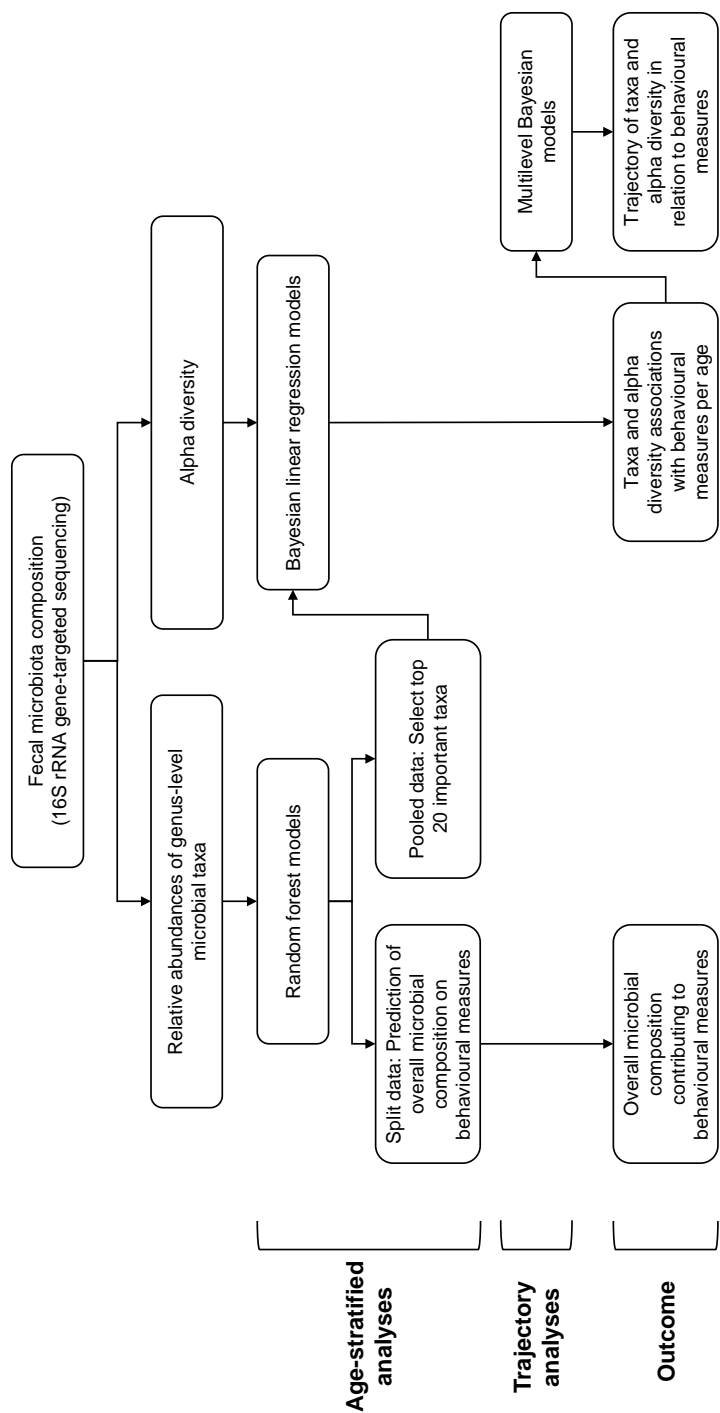 Fecal microbiota composition
(16S rRNA gene-targeted sequencing)
Relative abundances of genus-level
microbial taxa
Alpha diversity
Age-stratified
analyses
Random forest models
Bayesian linear regression models
Split data: Prediction of
overall microbial
composition on
behavioural measures
Pooled data: Select top
20 important taxa
Trajectory
analyses
Multilevel Bayesian
models
Outcome
Overall microbial
composition
contributing to
behavioural measures
Taxa and alpha
diversity associations
with behavioural
measures per age
Trajectory of taxa and
alpha diversity in
relation to behavioural
measures